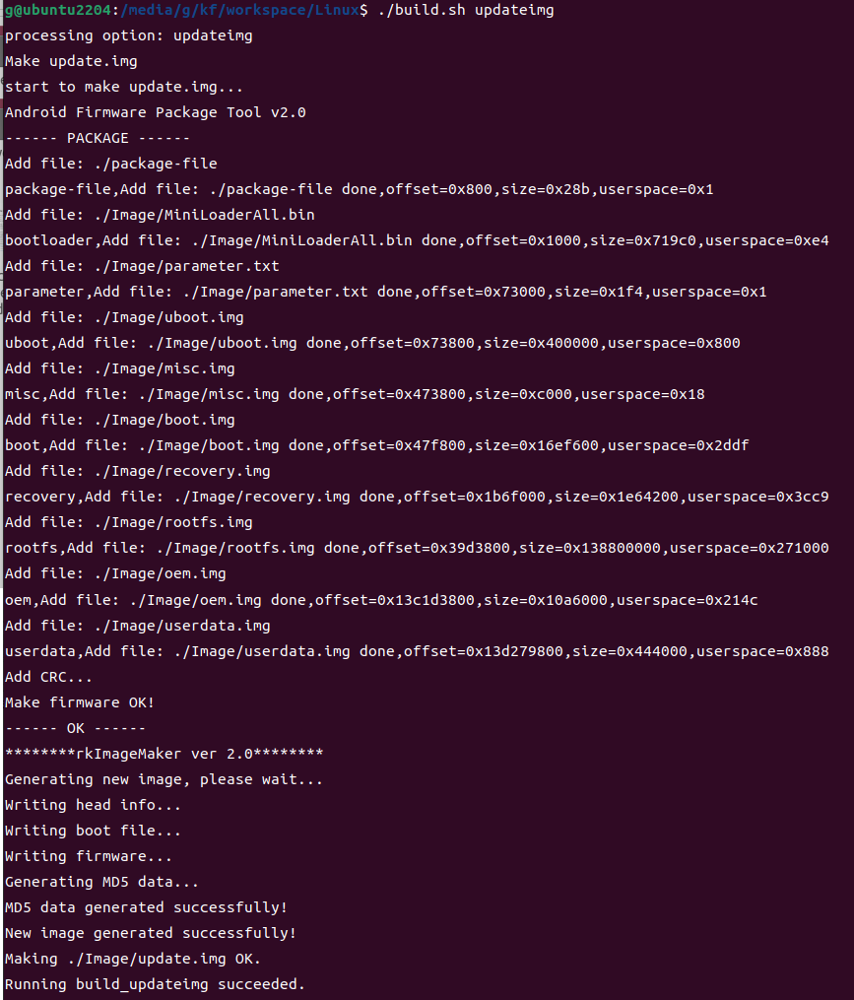 g@ubuntu2204:/media/g/kf/workspace/Linux$ ./build.sh updateimg
processing option: updateimg
Make update.img
start to make update.img...
Android Firmware Package Tool v2.0
------ PACKAGE ------
Add file: ./package-file
package-file,Add file: ./package-file done,offset=0x800,size=0x28b,userspace=0x1
Add file: ./Image/MiniLoaderAll.bin
bootloader,Add file: ./Image/MiniLoaderAll.bin done,offset=0x1000,size=0x719c0,userspace=0xe4
Add file: ./Image/parameter.txt
parameter,Add file: ./Image/parameter.txt done,offset=0x73000,size=0x1f4,userspace=0x1
Add file: ./Image/uboot.img
uboot,Add file: ./Image/uboot.img done,offset=0x73800,size=0x400000,userspace=0x800
Add file: ./Image/misc.img
misc,Add file: ./Image/misc.img done,offset=0x473800,size=0xc000,userspace=0x18
Add file: ./Image/boot.img
boot,Add file: ./Image/boot.img done,offset=0x47f800,size=0x16ef600,userspace=0x2ddf
Add file: ./Image/recovery.img
recovery,Add file: ./Image/recovery.img done,offset=0x1b6f000,size=0x1e64200,userspace=0x3cc9
Add file: ./Image/rootfs.img
rootfs,Add file: ./Image/rootfs.img done,offset=0x39d3800,size=0x138800000,userspace=0x271000
Add file: ./Image/oem.img
oem,Add file: ./Image/oem.img done,offset=0x13c1d3800,size=0x10a6000,userspace=0x214c
Add file: ./Image/userdata.img
userdata,Add file: ./Image/userdata.img done,offset=0x13d279800,size=0x444000,userspace=0x888
Add CRC...
Make firmware OK!
------ OK ------
********rkImageMaker ver 2.0********
Generating new image, please wait...
Writing head info...
Writing boot file...
Writing firmware...
Generating MD5 data...
MD5 data generated successfully!
New image generated successfully!
Making ./Image/update.img OK.
Running build_updateimg succeeded.